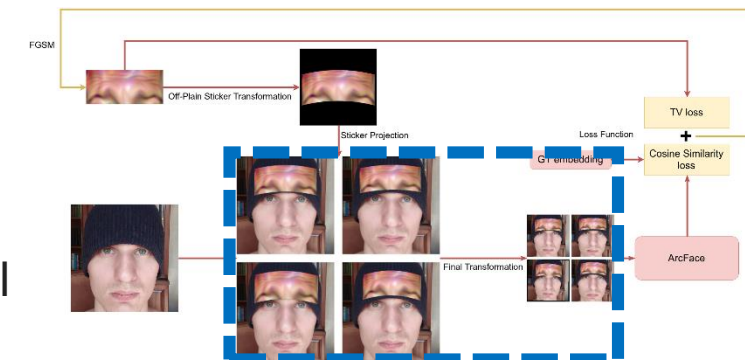 FGSM
Off-Plain Sticker Transformation
TV loss
Sticker Projection
Loss Function
+
GT embedding
Cosine Similarity
loss
Final Transformation
ArcFace